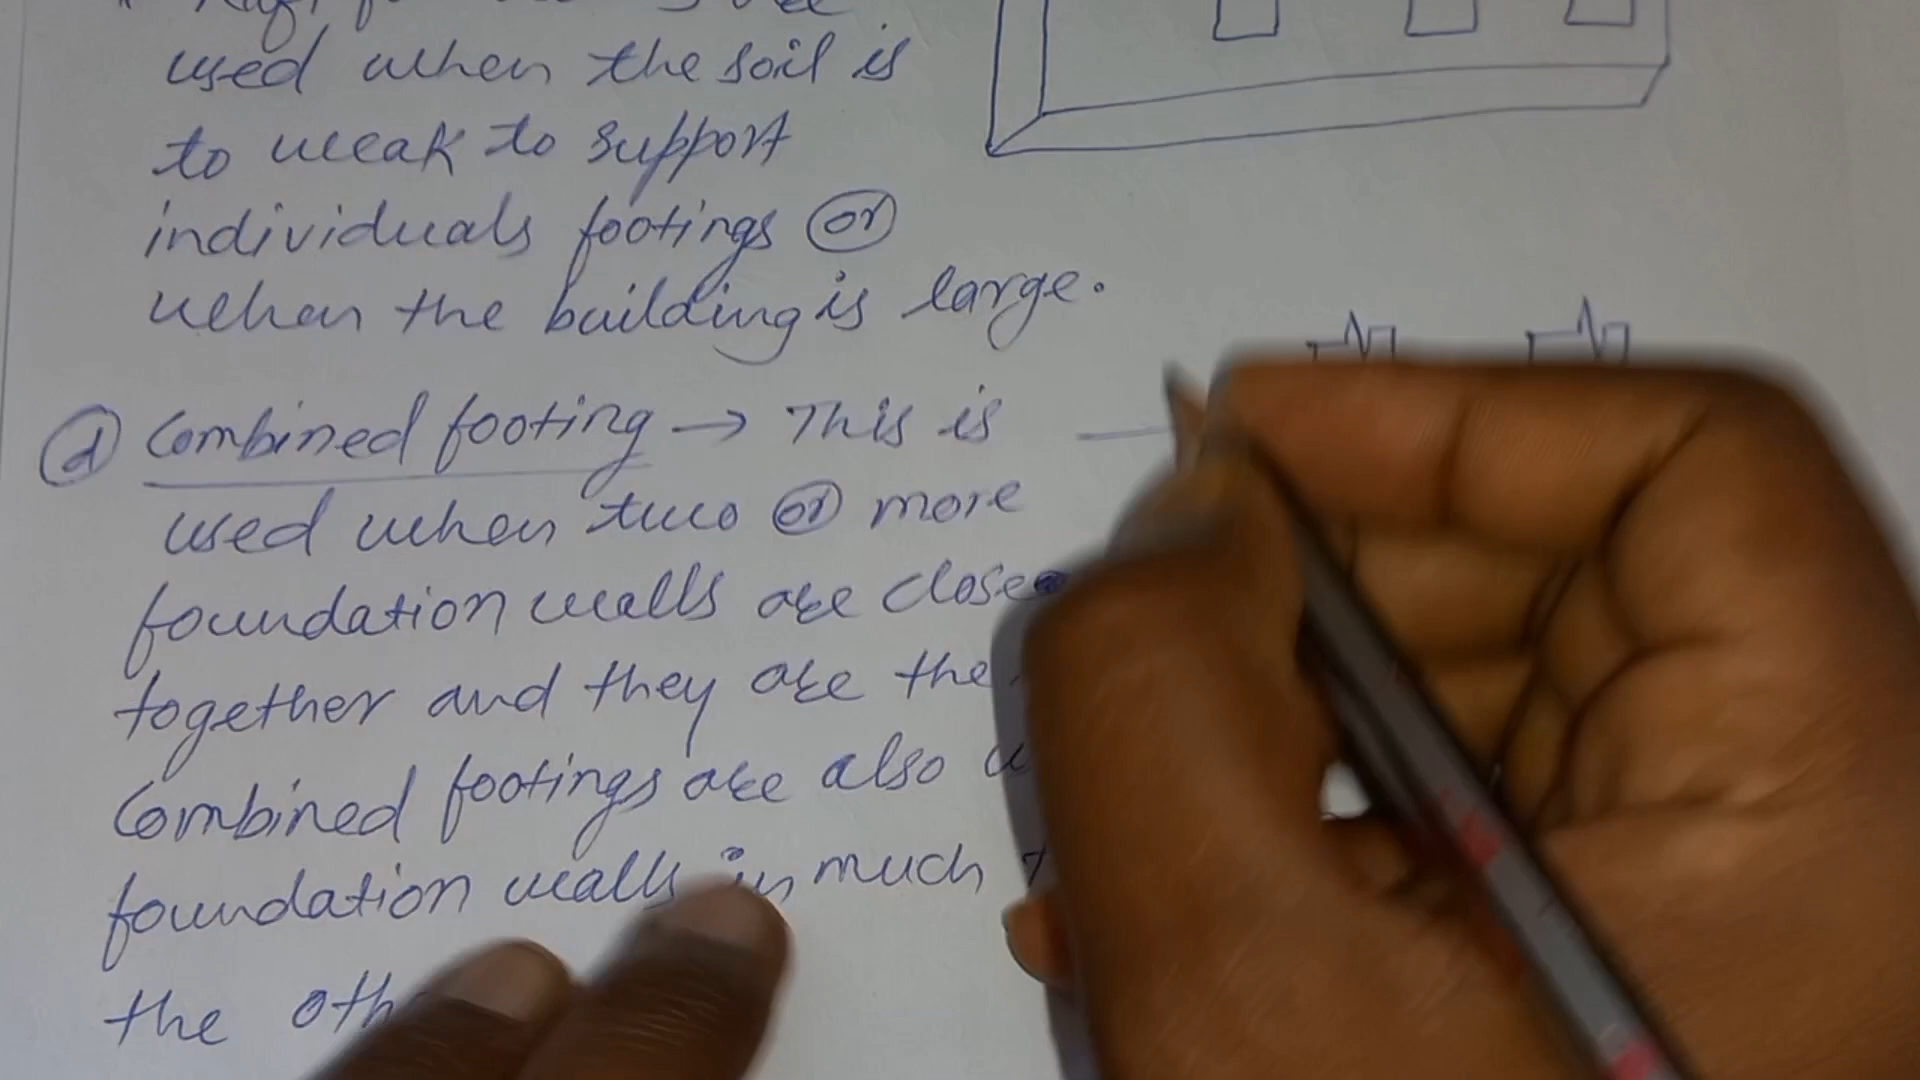 used when the soil is
to weak to support
individuals footings or
when the building is large.
d Combined footing → This is
used when two or more
foundation walls are close
together and they are the
Combined footings are also
foundation walls in much
the